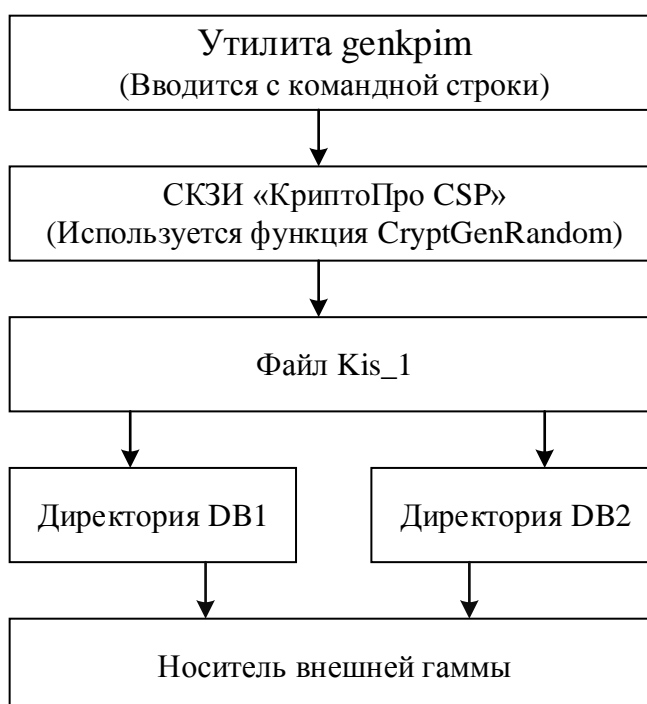 Утилита genkpim
(Вводится с командной строки)
СКЗИ «КриптоПро CSP»
(Используется функция CryptGenRandom)
Файл Kis_1
Директория DB1
Директория DB2
Носитель внешней гаммы